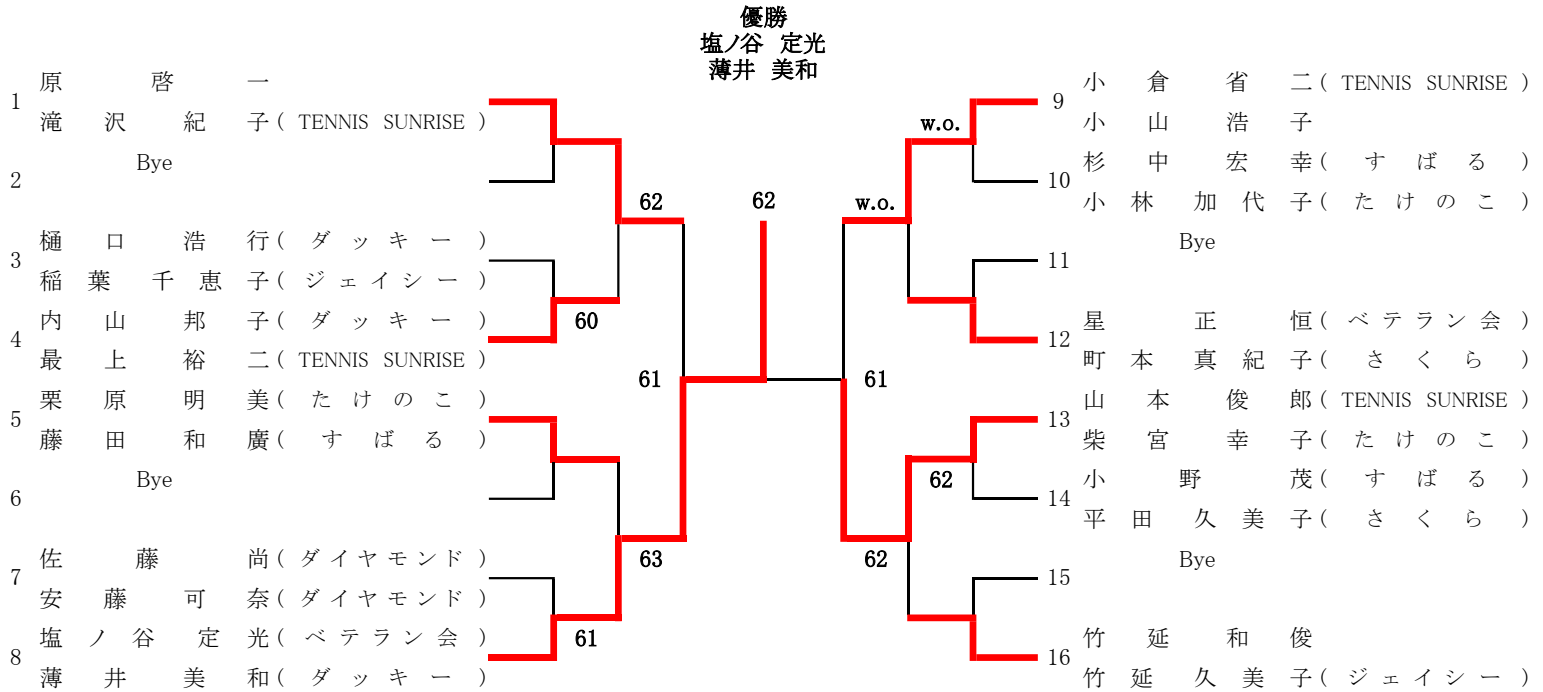 優勝
塩ノ谷 定光
薄井 美和
1
原 啓 一
滝 沢 紀 子 ( TENNIS SUNRISE )
2
Bye
3
樋 口 浩 行 ( ダ ッ キ ー )
稲 葉 千 恵 子 ( ジ ェ イ シ ー )
4
内 山 邦 子 ( ダ ッ キ ー )
最 上 裕 二 ( TENNIS SUNRISE )
5
栗 原 明 美 ( た け の こ )
藤 田 和 廣 ( す ば る )
6
Bye
7
佐 藤 尚 ( ダ イ ヤ モ ン ド )
安 藤 可 奈 ( ダ イ ヤ モ ン ド )
8
塩 ノ 谷 定 光 ( ベ テ ラ ン 会 )
薄 井 美 和 ( ダ ッ キ ー )
62
60
61
63
61
62
w.o.
w.o.
61
62
62
9
小 倉 省 二 ( TENNIS SUNRISE )
小 山 浩 子
10
杉 中 宏 幸 ( す ば る )
小 林 加 代 子 ( た け の こ )
11
Bye
12
星 正 恒 ( ベ テ ラ ン 会 )
町 本 真 紀 子 ( さ く ら )
13
山 本 俊 郎 ( TENNIS SUNRISE )
柴 宮 幸 子 ( た け の こ )
14
小 野 茂 ( す ば る )
平 田 久 美 子 ( さ く ら )
15
Bye
16
竹 延 和 俊
竹 延 久 美 子 ( ジ ェ イ シ ー )